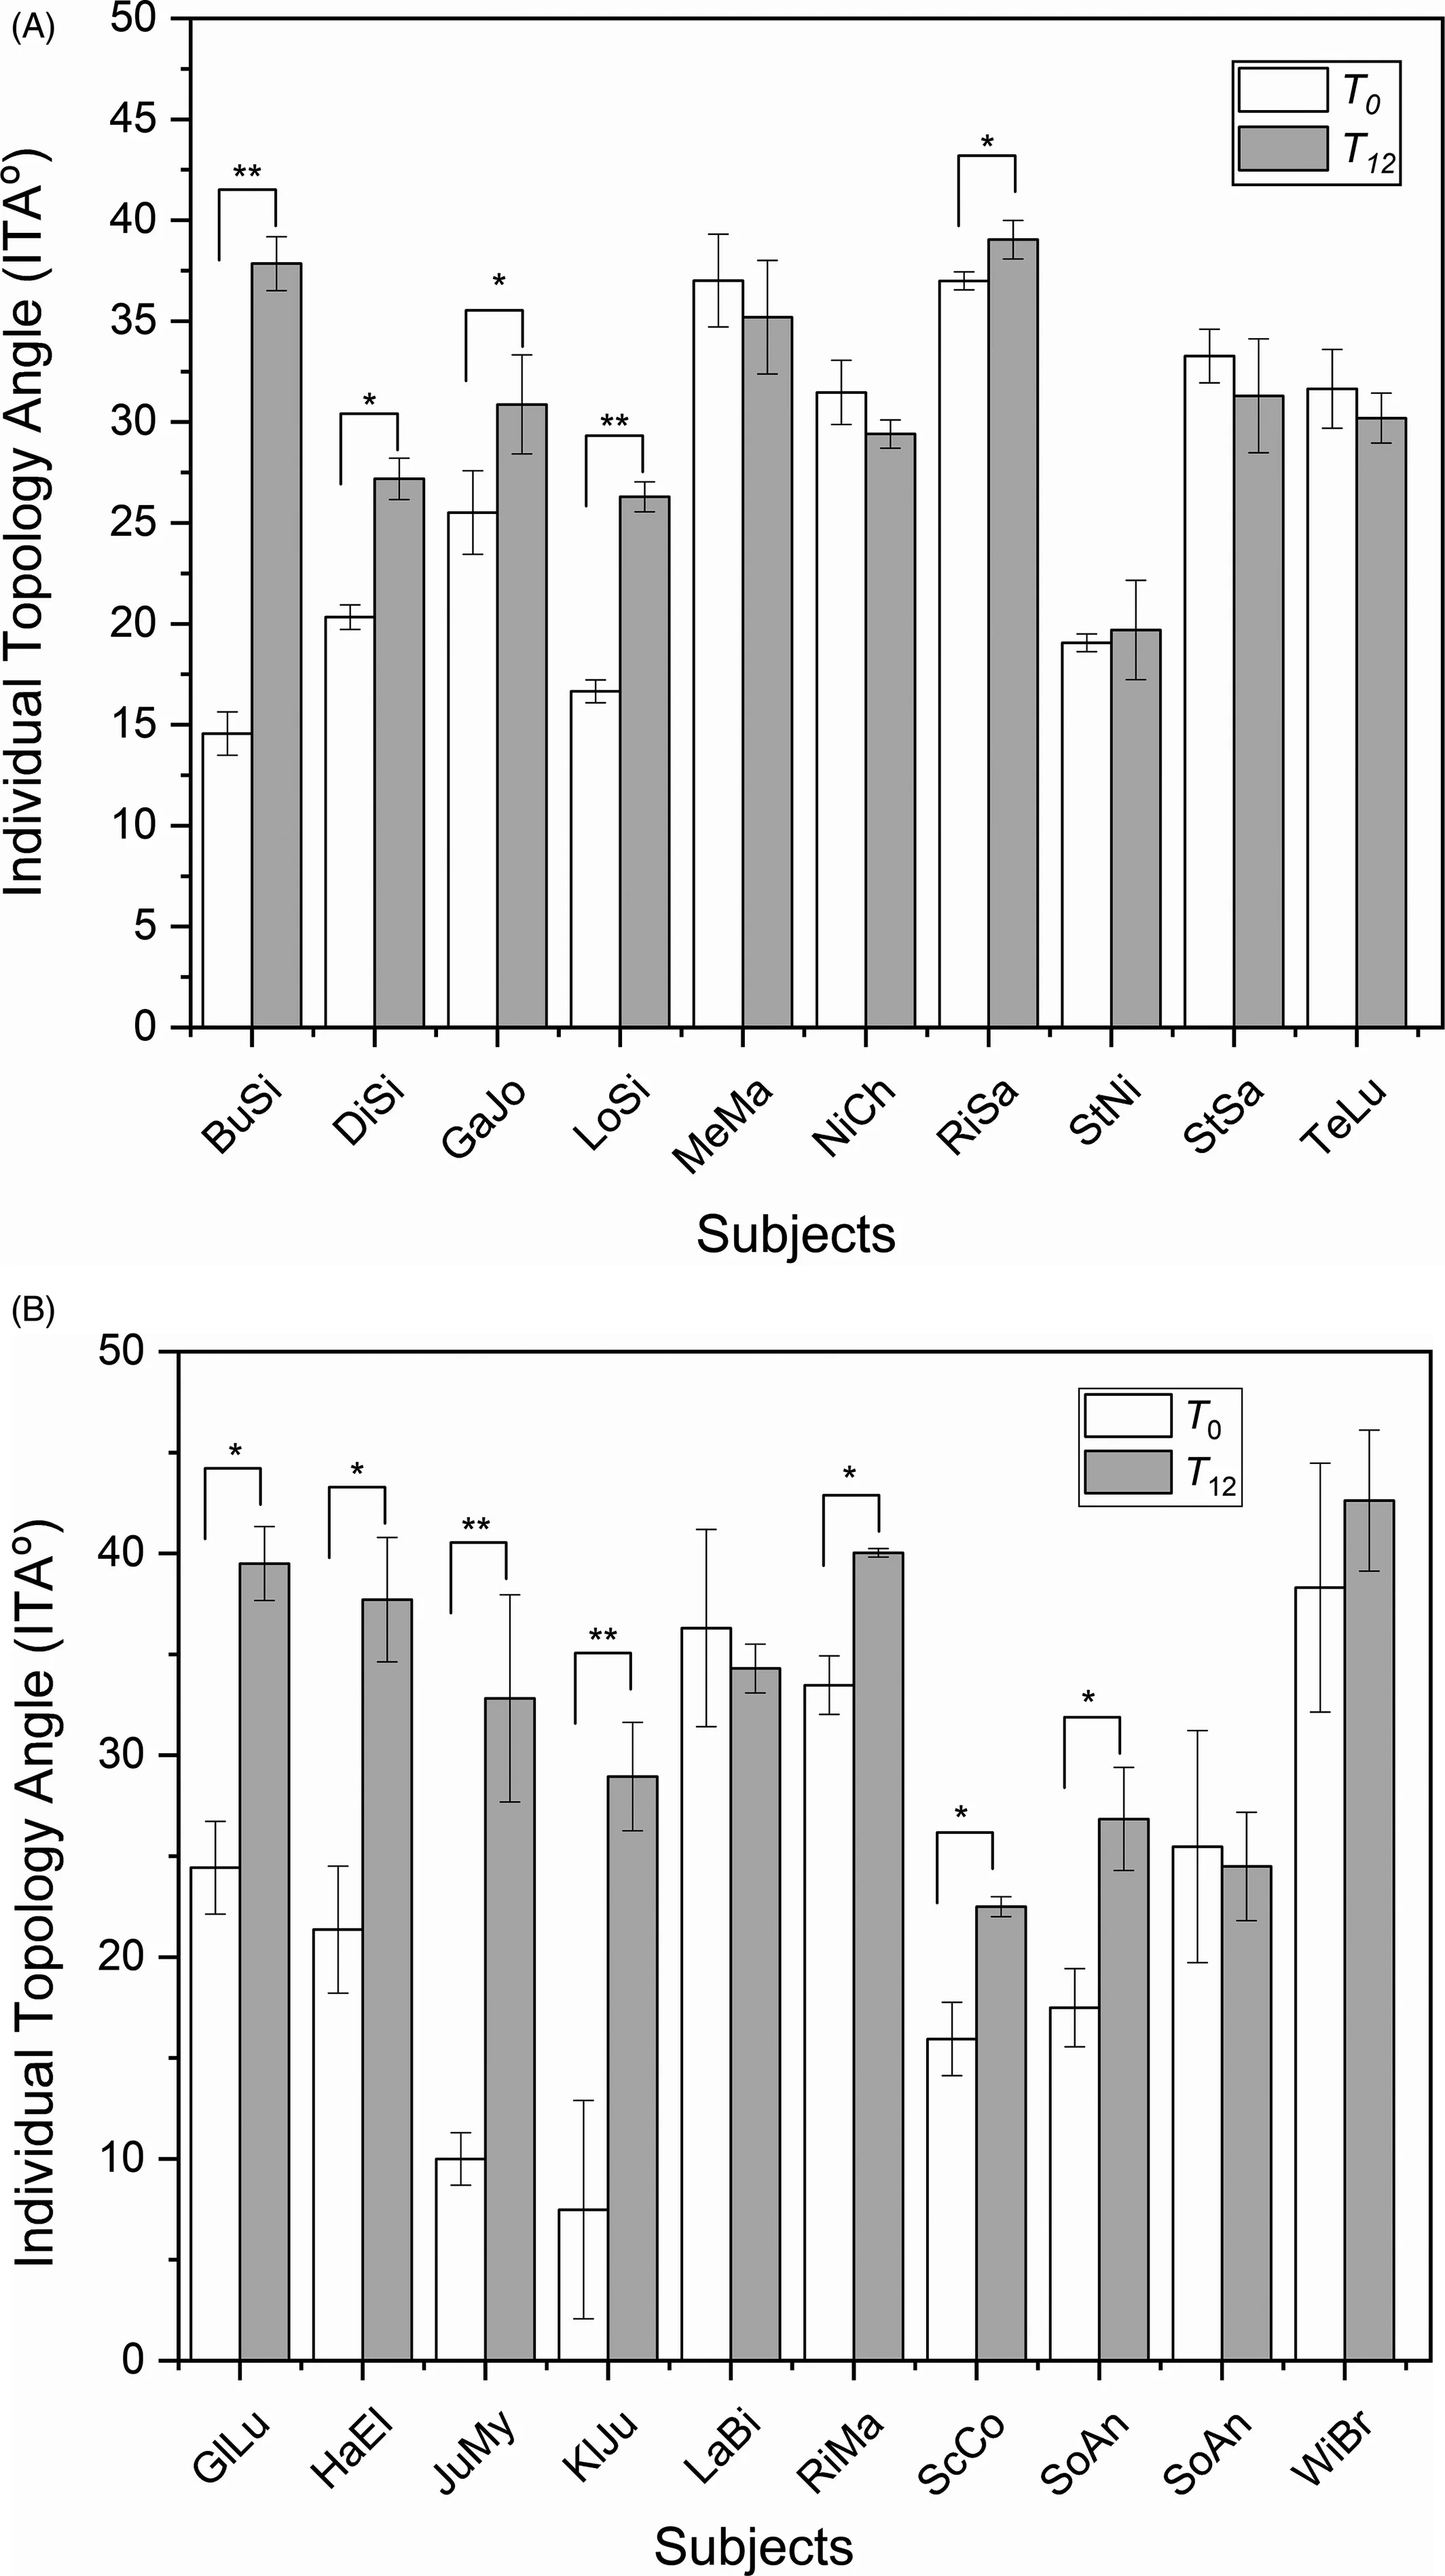 (A)
Individual Topology Angle (ITAº)
50
45
40
35
30
25
20
15
10
5
0
T0
T12
**
*
*
**
*
BuSi
DiSi
GaJo
LoSi
MeMa
NiCh
RiSa
StNi
StSa
TeLu
Subjects
(B)
Individual Topology Angle (ITAº)
50
40
30
20
10
0
T0
T12
*
*
**
**
*
*
*
GlLu
HaEl
JuMy
KlJu
LaBi
RiMa
ScCo
SoAn
SoAn
WiBr
Subjects